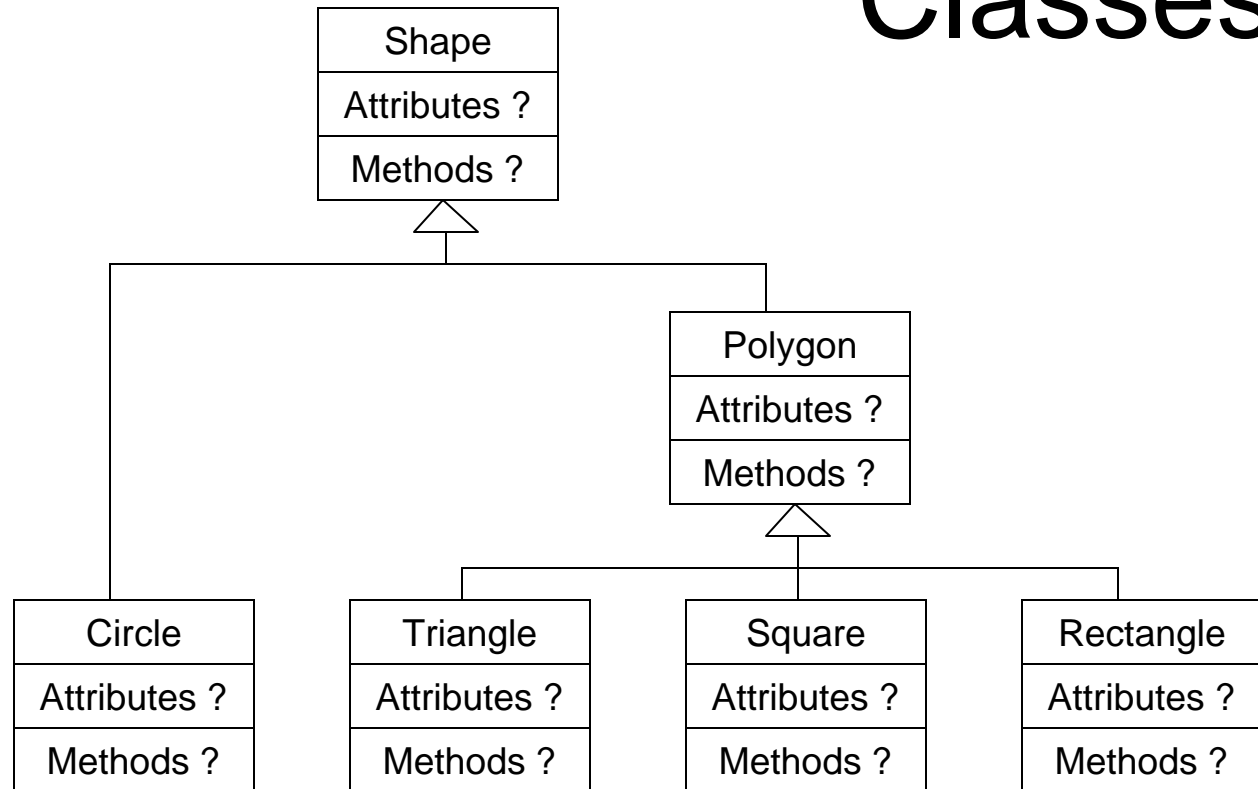 Classes
Shape
Attributes ?
Methods ?
Polygon
Attributes ?
Methods ?
Circle
Attributes ?
Methods ?
Triangle
Attributes ?
Methods ?
Square
Attributes ?
Methods ?
Rectangle
Attributes ?
Methods ?